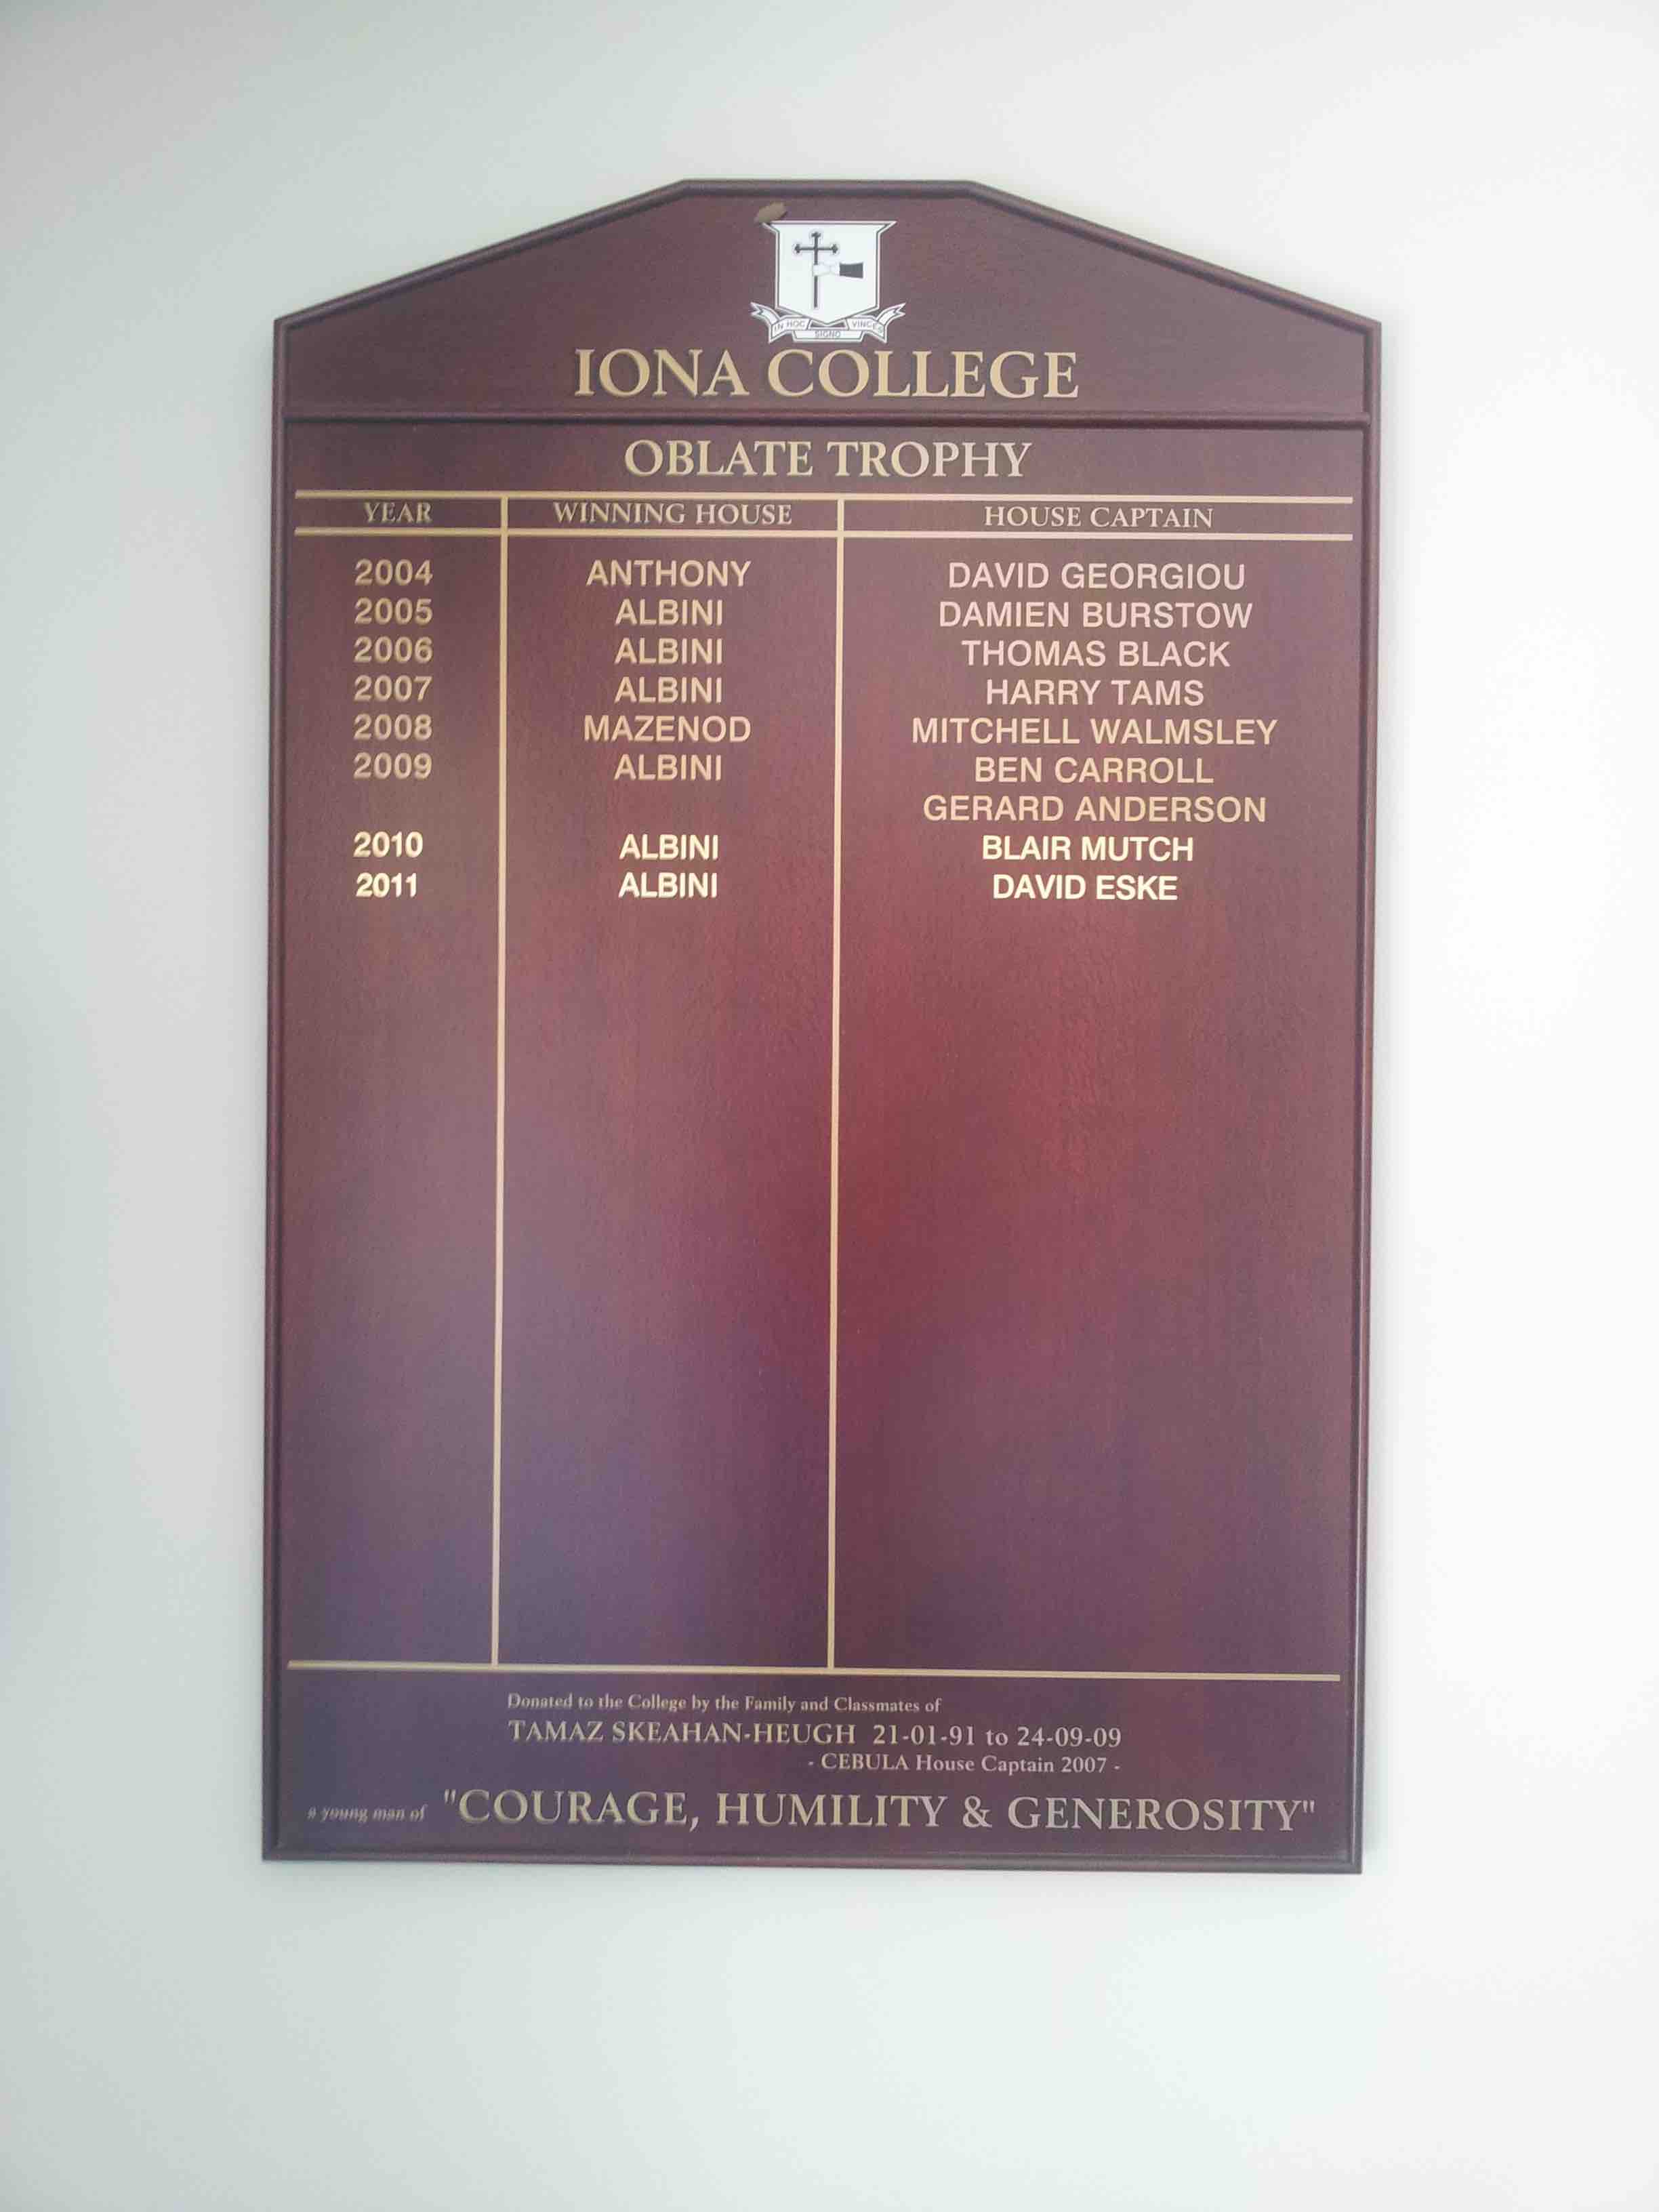 IN HOC SIGNO VINCES
IONA COLLEGE
OBLATE TROPHY
YEAR WINNING HOUSE HOUSE CAPTAIN
2004 ANTHONY DAVID GEORGIOU
2005 ALBINI DAMIEN BURSTOW
2006 ALBINI THOMAS BLACK
2007 ALBINI HARRY TAMS
2008 MAZENOD MITCHELL WALMSLEY
2009 ALBINI BEN CARROLL
GERARD ANDERSON
2010 ALBINI BLAIR MUTCH
2011 ALBINI DAVID ESKE
Donated to the College by the Family and Classmates of
TAMAZ SKEAHAN-HEUGH 21-01-91 to 24-09-09
- CEBULA House Captain 2007 -
a young man of "COURAGE, HUMILITY & GENEROSITY"